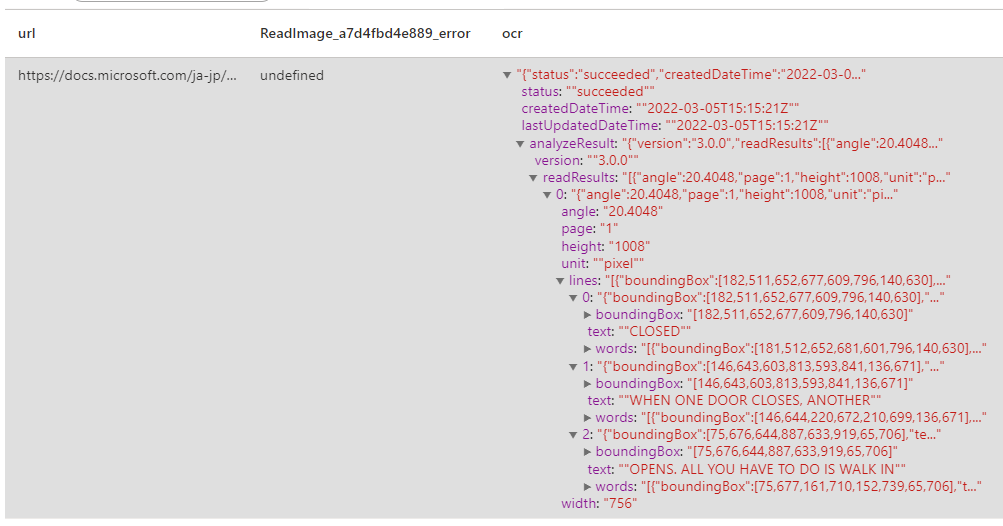 url ReadImage_a7d4fbd4e889_error ocr
https://docs.microsoft.com/ja-jp/... undefined ▼ "{"status":"succeeded","createdDateTime":"2022-03-0..."
status: ""succeeded""
createdDateTime: ""2022-03-05T15:15:21Z""
lastUpdatedDateTime: ""2022-03-05T15:15:21Z""
▼ analyzeResult: "{"version":"3.0.0","readResults":[{"angle":20.4048..."
version: ""3.0.0""
▼ readResults: "[{"angle":20.4048,"page":1,"height":1008,"unit":"p..."
▼ 0: "{"angle":20.4048,"page":1,"height":1008,"unit":"pi..."
angle: "20.4048"
page: "1"
height: "1008"
unit: ""pixel""
▼ lines: "[{"boundingBox":[182,511,652,677,609,796,140,630],..."
▼ 0: "{"boundingBox":[182,511,652,677,609,796,140,630],"..."
▶ boundingBox: "[182,511,652,677,609,796,140,630]"
text: ""CLOSED""
▶ words: "[{"boundingBox":[181,512,652,681,601,796,140,630],..."
▼ 1: "{"boundingBox":[146,643,603,813,593,841,136,671],"..."
▶ boundingBox: "[146,643,603,813,593,841,136,671]"
text: ""WHEN ONE DOOR CLOSES, ANOTHER""
▶ words: "[{"boundingBox":[146,644,220,672,210,699,136,671],..."
▼ 2: "{"boundingBox":[75,676,644,887,633,919,65,706],"te..."
▶ boundingBox: "[75,676,644,887,633,919,65,706]"
text: ""OPENS. ALL YOU HAVE TO DO IS WALK IN""
▶ words: "[{"boundingBox":[75,677,161,710,152,739,65,706],"t..."
width: "756"